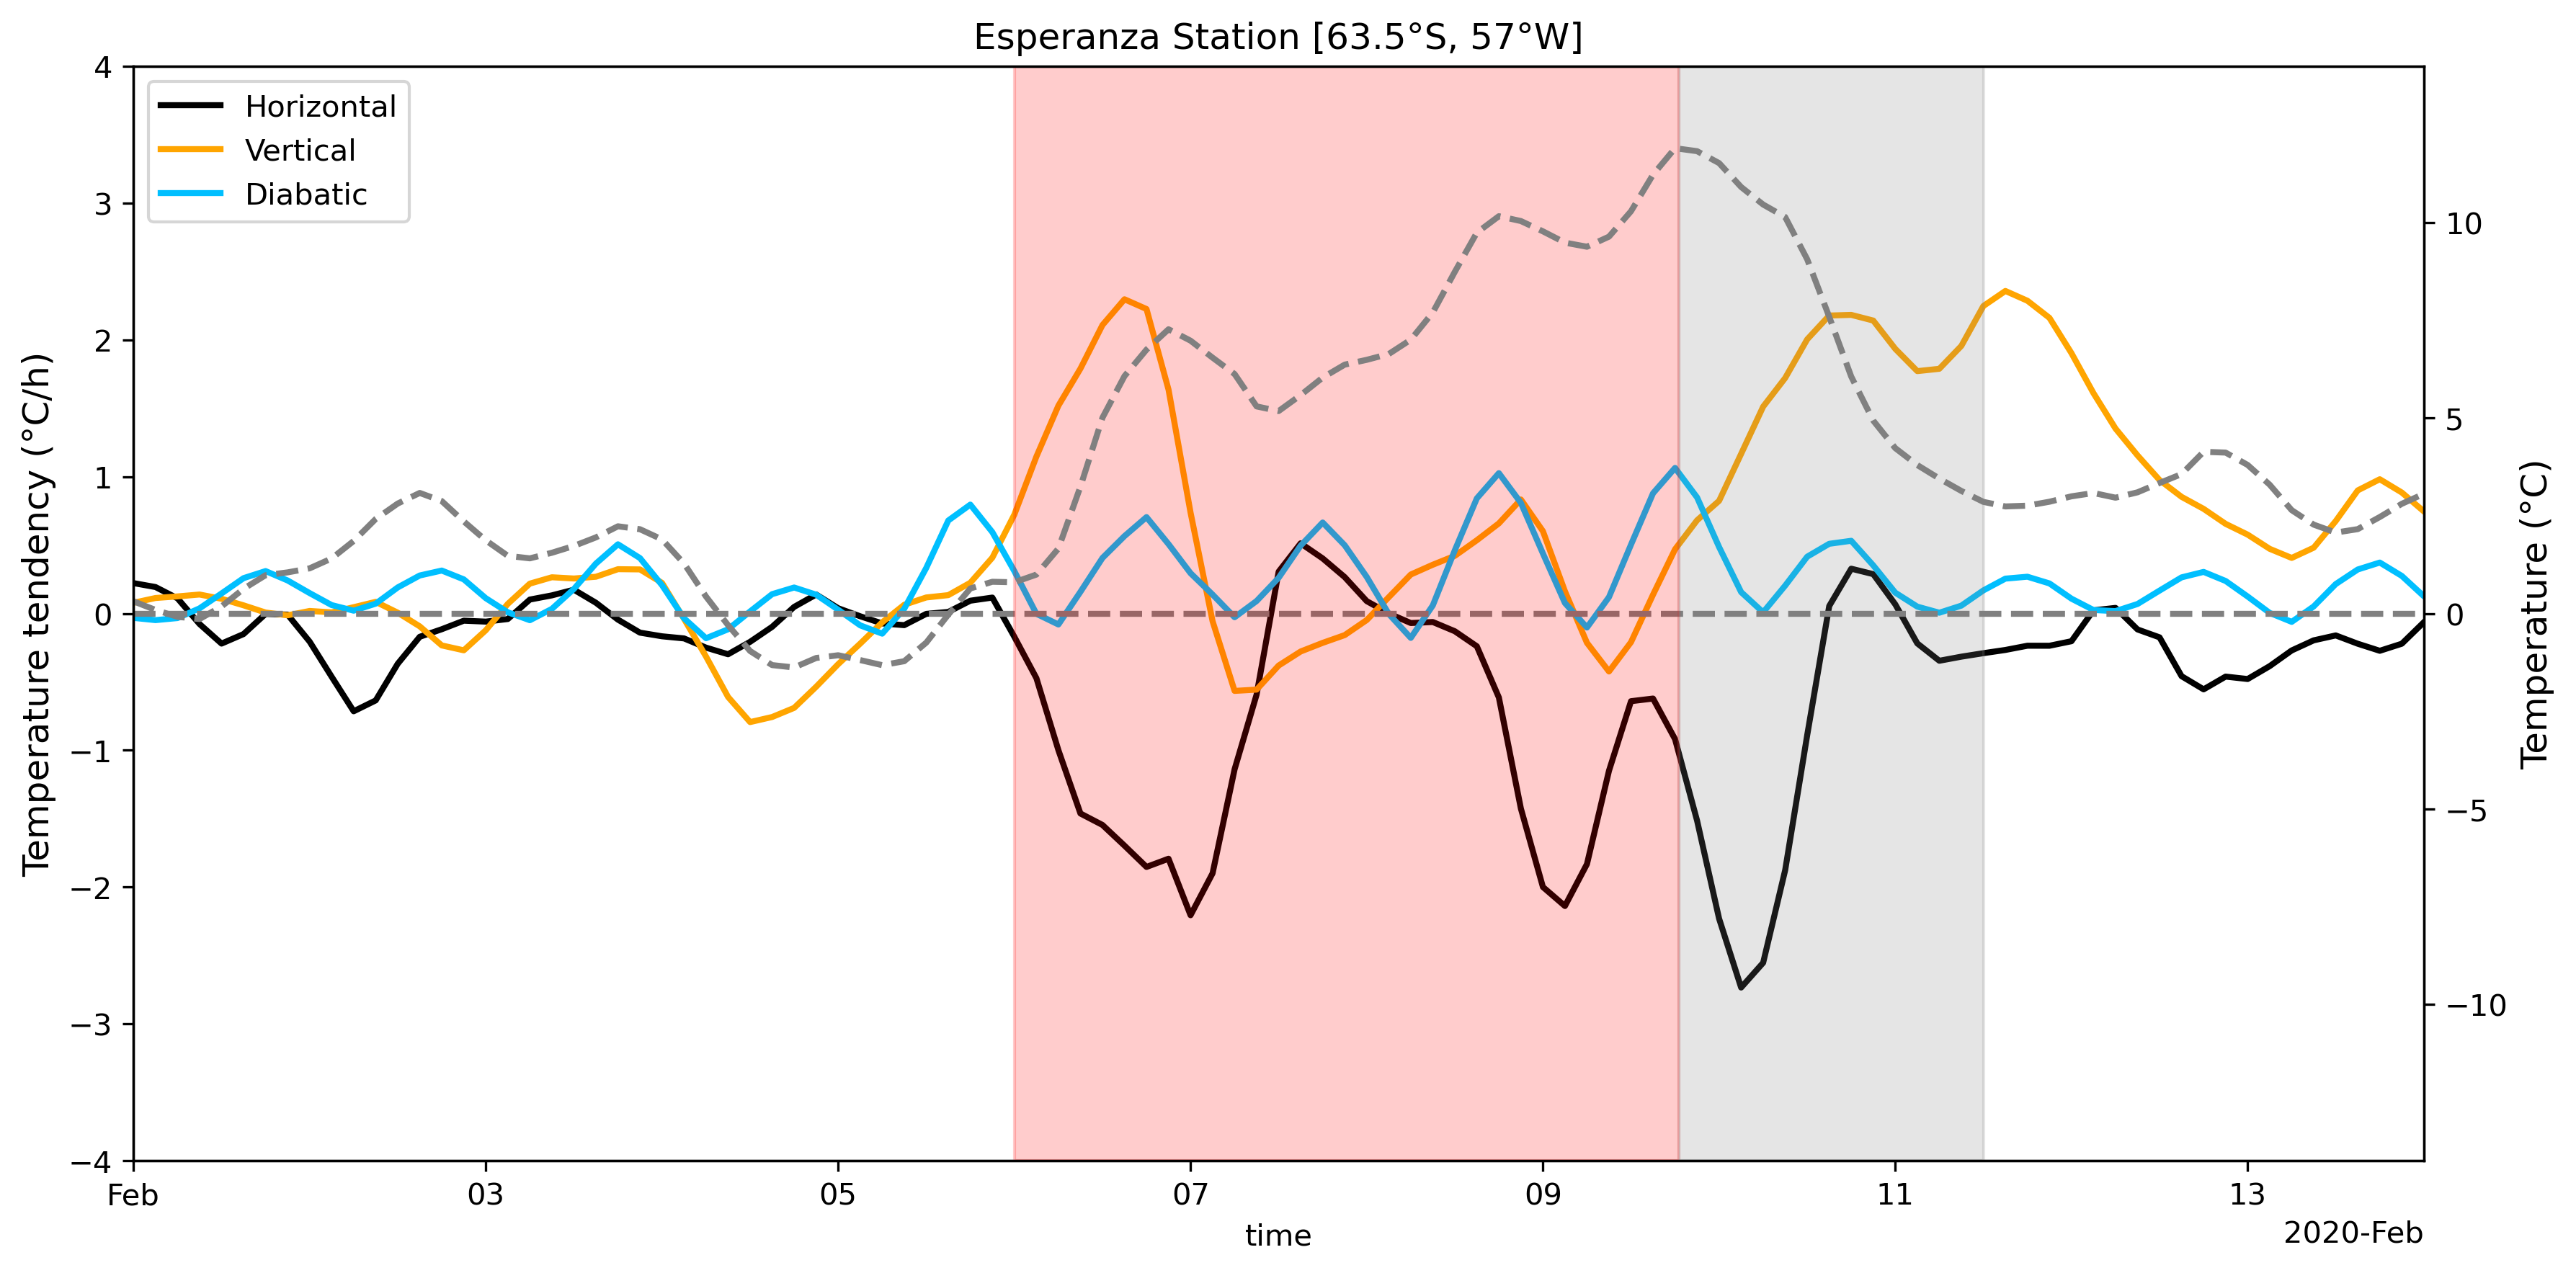 Esperanza Station [63.5°S, 57°W]
Horizontal
Vertical
Diabatic
Temperature tendency (°C/h)
4
3
2
1
0
−1
−2
−3
−4
10
5
0
−5
−10
Temperature (°C)
Feb 03 05 07 09 11 13
time
2020-Feb